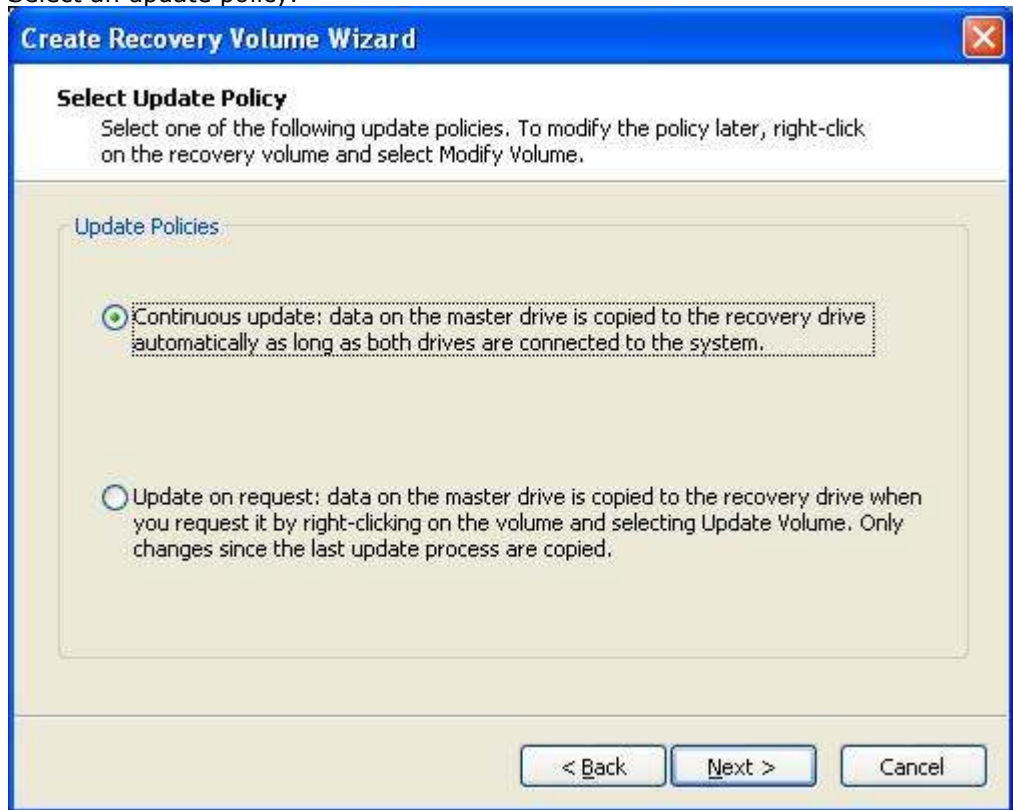 Select an update policy.
Create Recovery Volume Wizard
Select Update Policy
Select one of the following update policies. To modify the policy later, right-click
on the recovery volume and select Modify Volume.
Update Policies
Continuous update: data on the master drive is copied to the recovery drive
automatically as long as both drives are connected to the system.
Update on request: data on the master drive is copied to the recovery drive when
you request it by right-clicking on the volume and selecting Update Volume. Only
changes since the last update process are copied.
< Back Next > Cancel